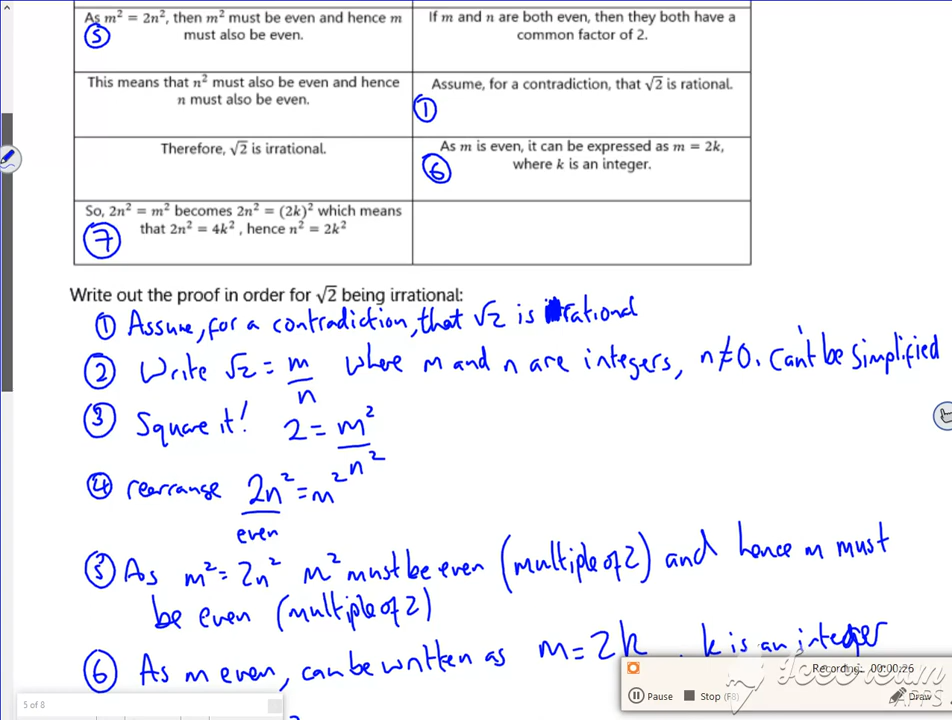 As m² = 2n², then m² must be even and hence m
must also be even.
⑤
If m and n are both even, then they both have a
common factor of 2.
This means that n² must also be even and hence
n must also be even.
Assume, for a contradiction, that √2 is rational.
①
Therefore, √2 is irrational.
As m is even, it can be expressed as m = 2k,
where k is an integer.
⑥
So, 2n² = m² becomes 2n² = (2k)² which means
that 2n² = 4k² , hence n² = 2k²
⑦
Write out the proof in order for √2 being irrational:
① Assume, for a contradiction, that √2 is rational
② Write √2 = m/n where m and n are integers, n≠0. Can't be simplified
③ Square it! 2 = m²/n²
④ rearrange 2n² = m²
even
⑤ As m² = 2n² m² must be even (multiple of 2) and hence m must
be even (multiple of 2)
⑥ As m even, can be written as m = 2k, k is an integer
Recording... 00:00:26
Pause Stop (F8) Draw
Icecream
APPS
5 of 8